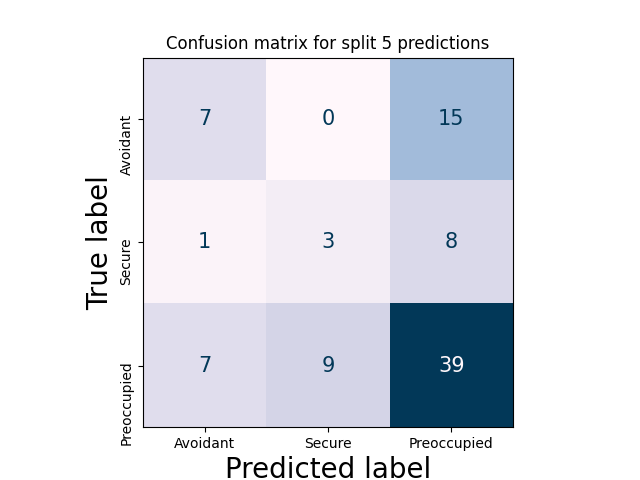 Confusion matrix for split 5 predictions
True label
Avoidant
7 0 15
Secure
1 3 8
Preoccupied
7 9 39
Avoidant Secure Preoccupied
Predicted label